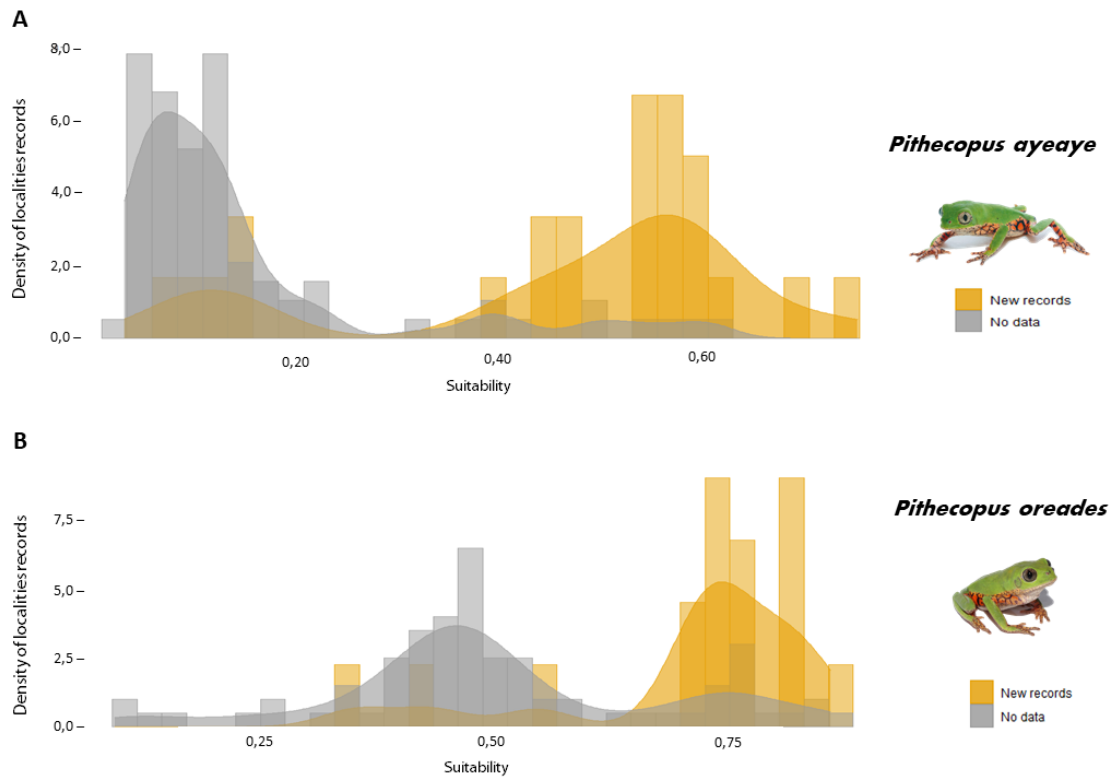 A
8,0
6,0
4,0
2,0
0,0
Density of localities records
0,20
0,40
0,60
Suitability
Pithecopus ayeaye
New records
No data
B
7,5
5,0
2,5
0,0
Density of localities records
0,25
0,50
0,75
Suitability
Pithecopus oreades
New records
No data